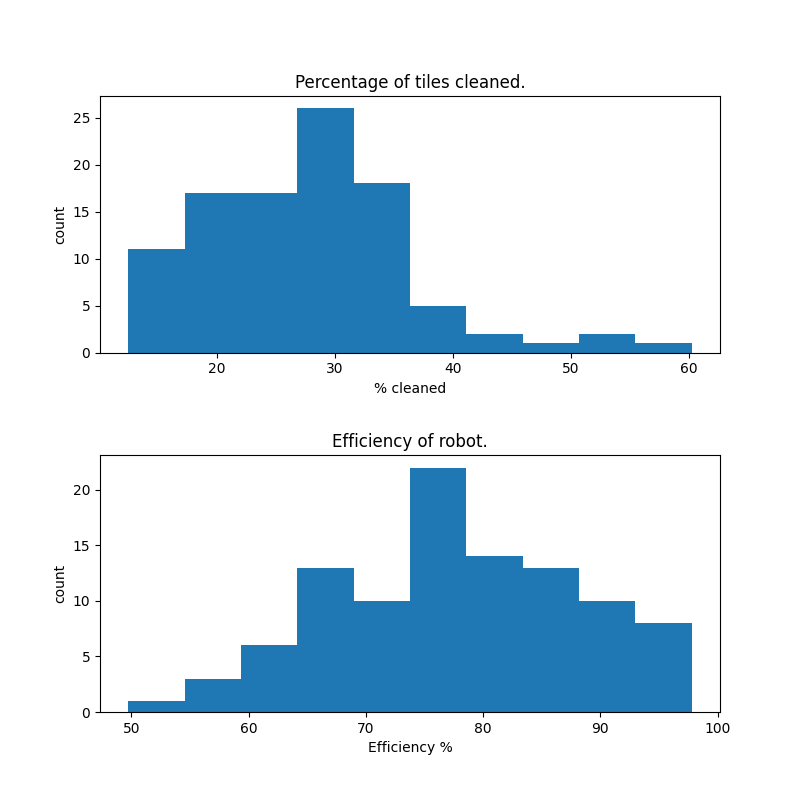 Percentage of tiles cleaned.
25
20
15
10
5
0
count
20 30 40 50 60
% cleaned
Efficiency of robot.
20
15
10
5
0
count
50 60 70 80 90 100
Efficiency %